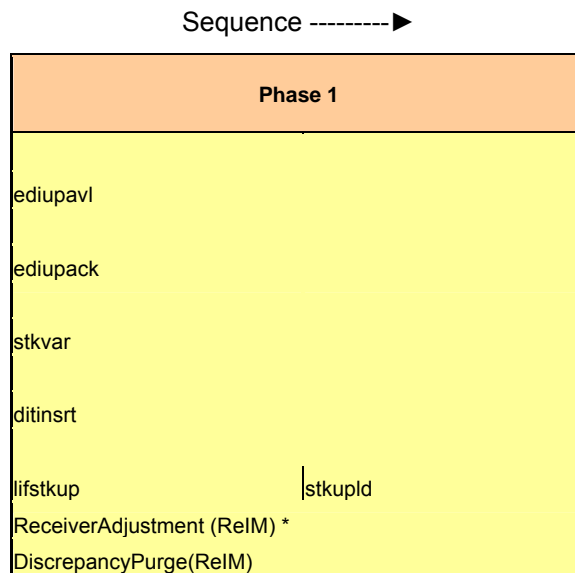 Sequence ---------►
Phase 1
ediupavl
ediupack
stkvar
ditinsrt
lifstkup stkupld
ReceiverAdjustment (ReIM) *
DiscrepancyPurge(ReIM)